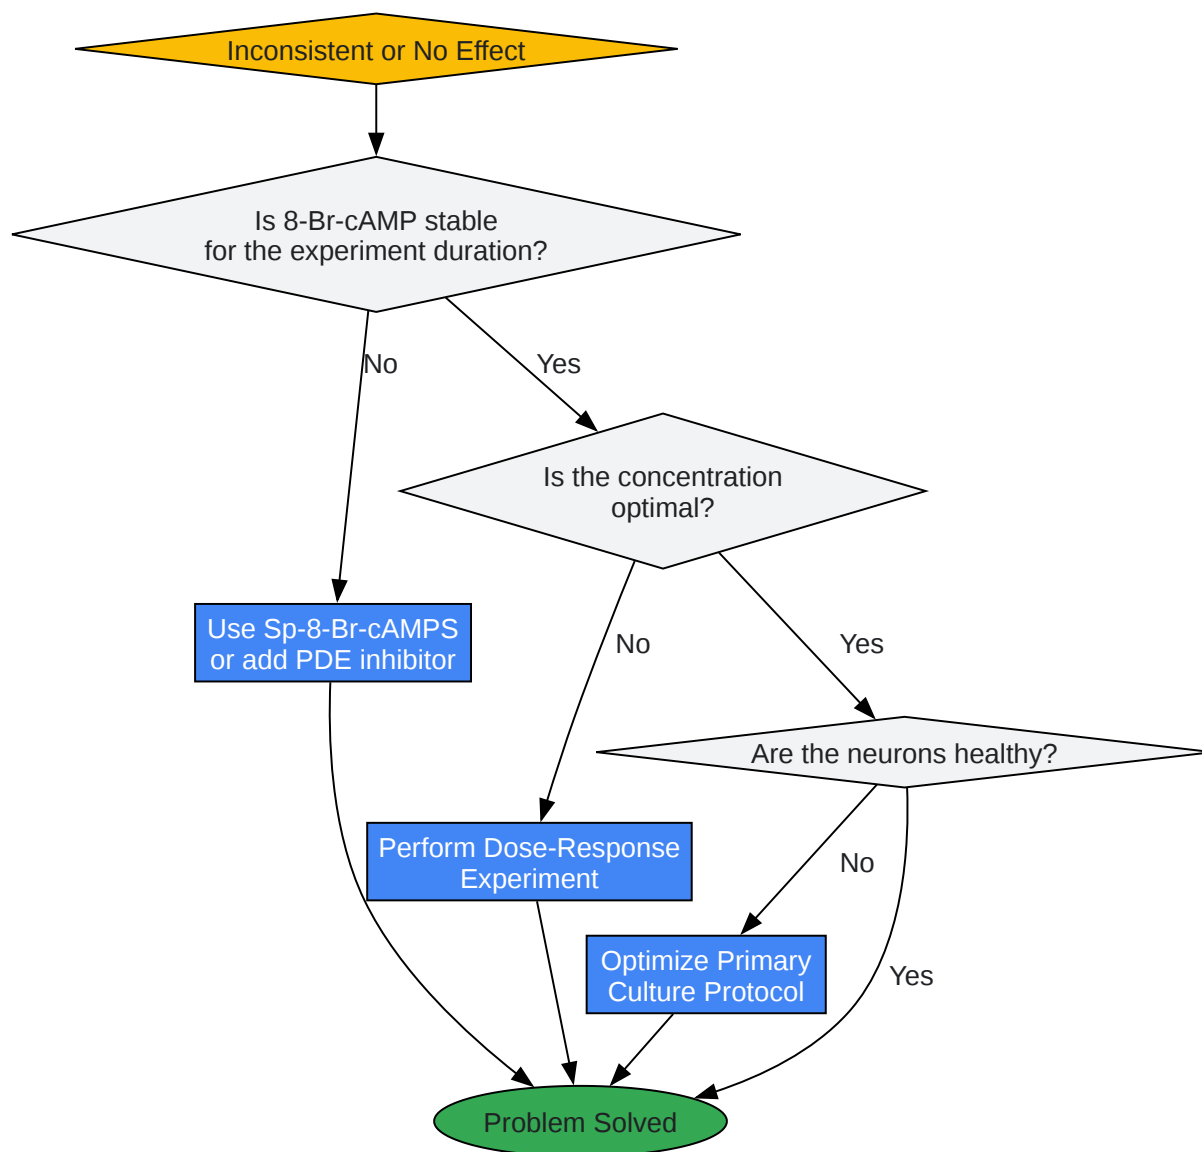 Inconsistent or No Effect
Is 8-Br-cAMP stable
for the experiment duration?
No
Yes
Is the concentration
optimal?
Use Sp-8-Br-cAMPS
or add PDE inhibitor
No
Yes
Are the neurons healthy?
Perform Dose-Response
Experiment
No
Optimize Primary
Culture Protocol
Yes
Problem Solved